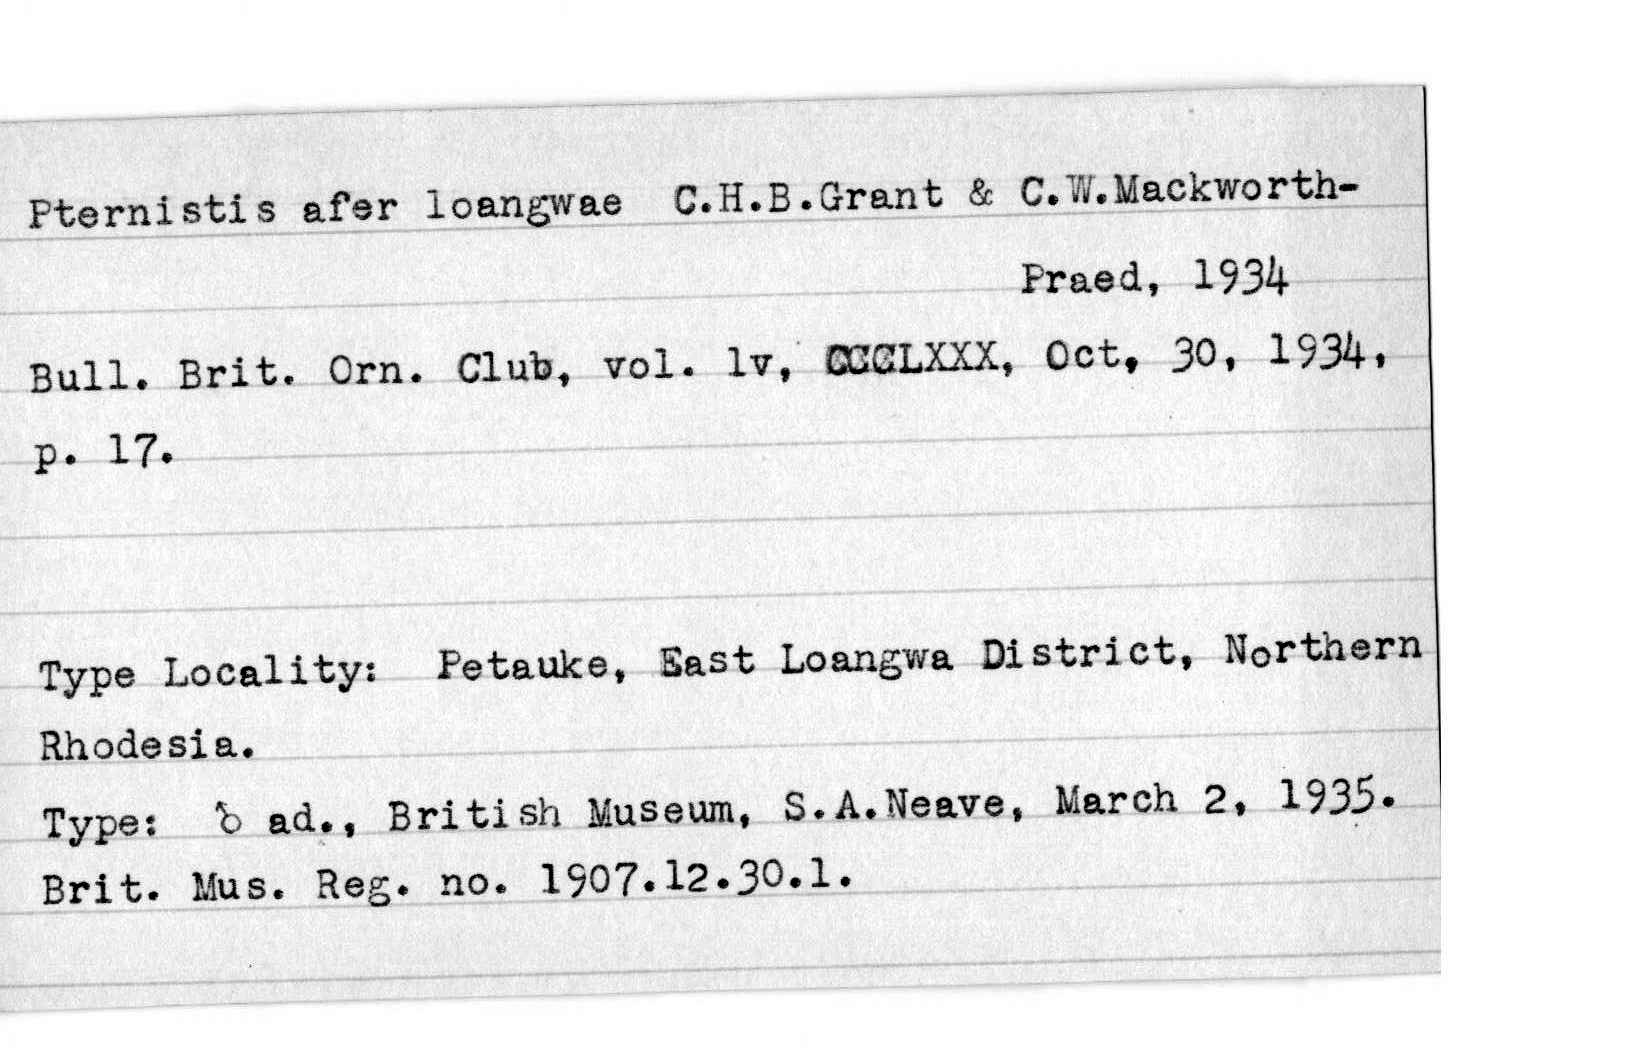 Pternistis afer loangwae C.H.B.Grant & C.W.Mackworth-
Praed, 1934
Bull. Brit. Orn. Club, vol. lv, CCCLXXX, Oct, 30, 1934,
p. 17.
Type Locality: Petauke, East Loangwa District, Northern
Rhodesia.
Type: ♂ ad., British Museum, S.A.Neave, March 2, 1935.
Brit. Mus. Reg. no. 1907.12.30.1.